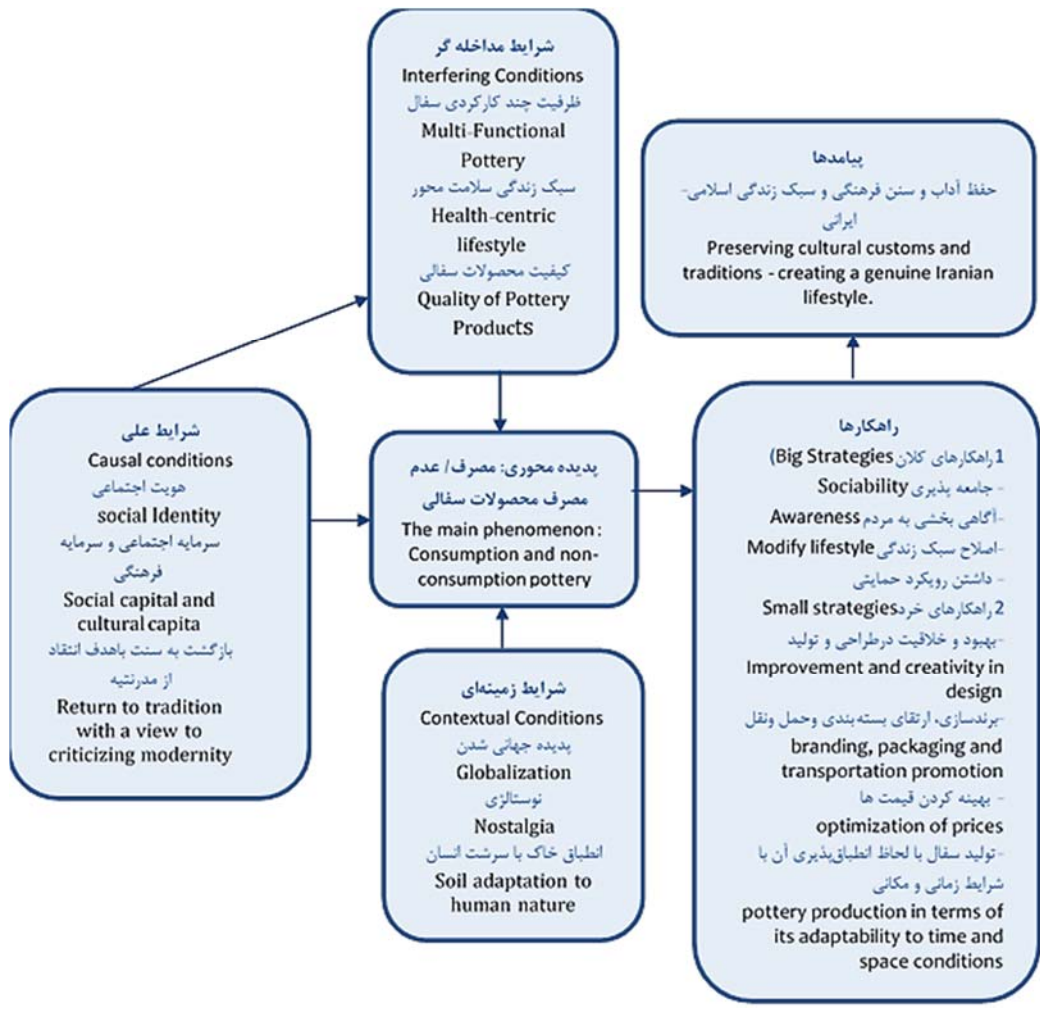 شرایط مداخله گر
Interfering Conditions
ظرفیت چند کارکردی سفال
Multi-Functional
Pottery
سبک زندگی سلامت محور
Health-centric
lifestyle
کیفیت محصولات سفالی
Quality of Pottery
Products
پیامدها
حفظ آداب و سنن فرهنگی و سبک زندگی اسلامی-
ایرانی
Preserving cultural customs and
traditions - creating a genuine Iranian
lifestyle.
شرایط علی
Causal conditions
هویت اجتماعی
social Identity
سرمایه اجتماعی و سرمایه
فرهنگی
Social capital and
cultural capita
بازگشت به سنت باهدف انتقاد
از مدرنتیه
Return to tradition
with a view to
criticizing modernity
پدیده محوری: مصرف/ عدم
مصرف محصولات سفالی
The main phenomenon :
Consumption and non-
consumption pottery
شرایط زمینه‌ای
Contextual Conditions
پدیده جهانی شدن
Globalization
نوستالژی
Nostalgia
انطباق خاک با سرشت انسان
Soil adaptation to
human nature
راهکارها
1راهکارهای کلان Big Strategies)
- جامعه پذیری Sociability
-آگاهی بخشی به مردم Awareness
-اصلاح سبک زندگی Modify lifestyle
- داشتن رویکرد حمایتی
2راهکارهای خرد Small strategies
-بهبود و خلاقیت درطراحی و تولید
Improvement and creativity in
design
-برندسازی، ارتقای بسته‌بندی وحمل ونقل
branding, packaging and
transportation promotion
- بهینه کردن قیمت ها
optimization of prices
-تولید سفال با لحاظ انطباق‌پذیری آن با
شرایط زمانی و مکانی
pottery production in terms of
its adaptability to time and
space conditions